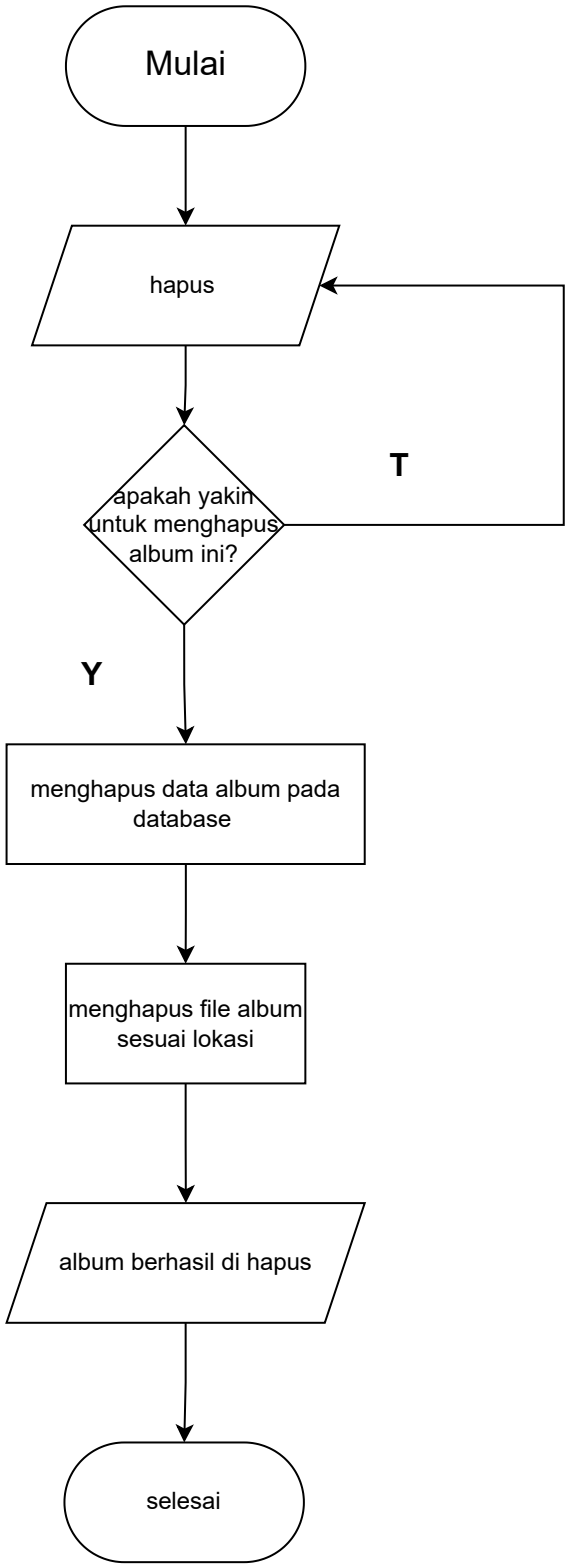 Mulai
hapus
apakah yakin
untuk menghapus
album ini?
T
Y
menghapus data album pada
database
menghapus file album
sesuai lokasi
album berhasil di hapus
selesai